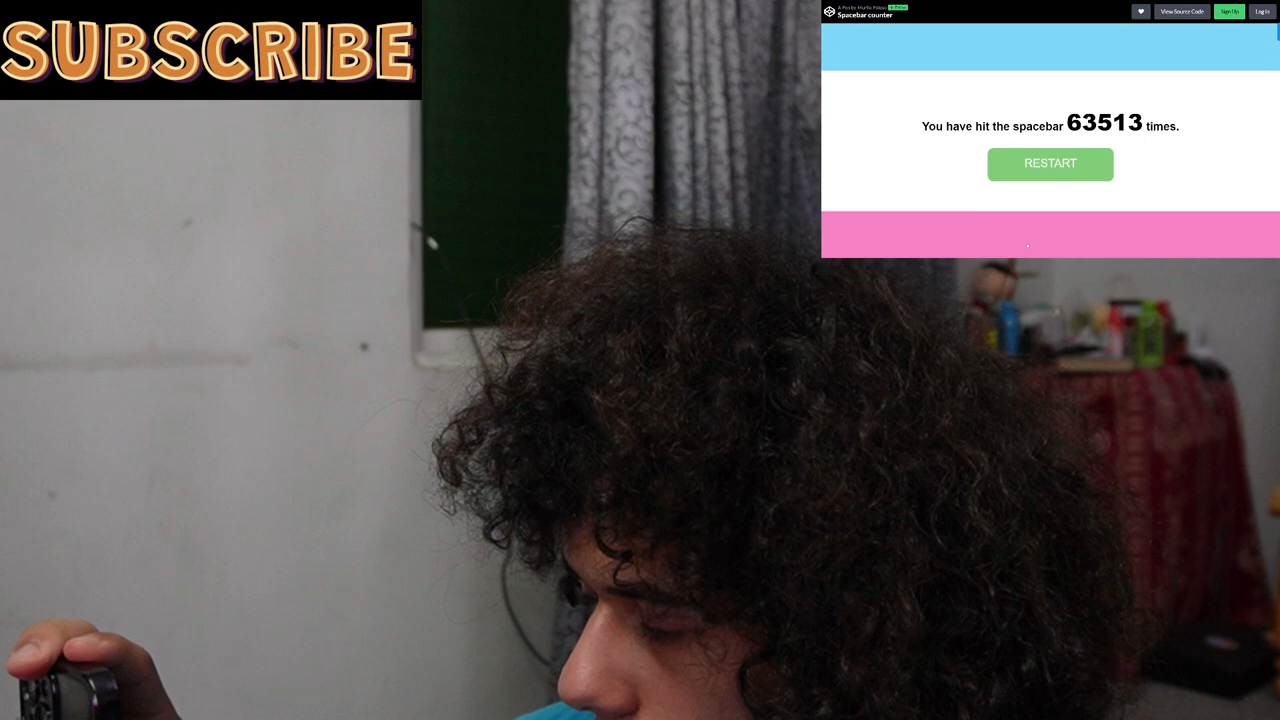 SUBSCRIBE
Spacebar counter
View Source Code
Sign Up
Log In
You have hit the spacebar 63513 times.
RESTART